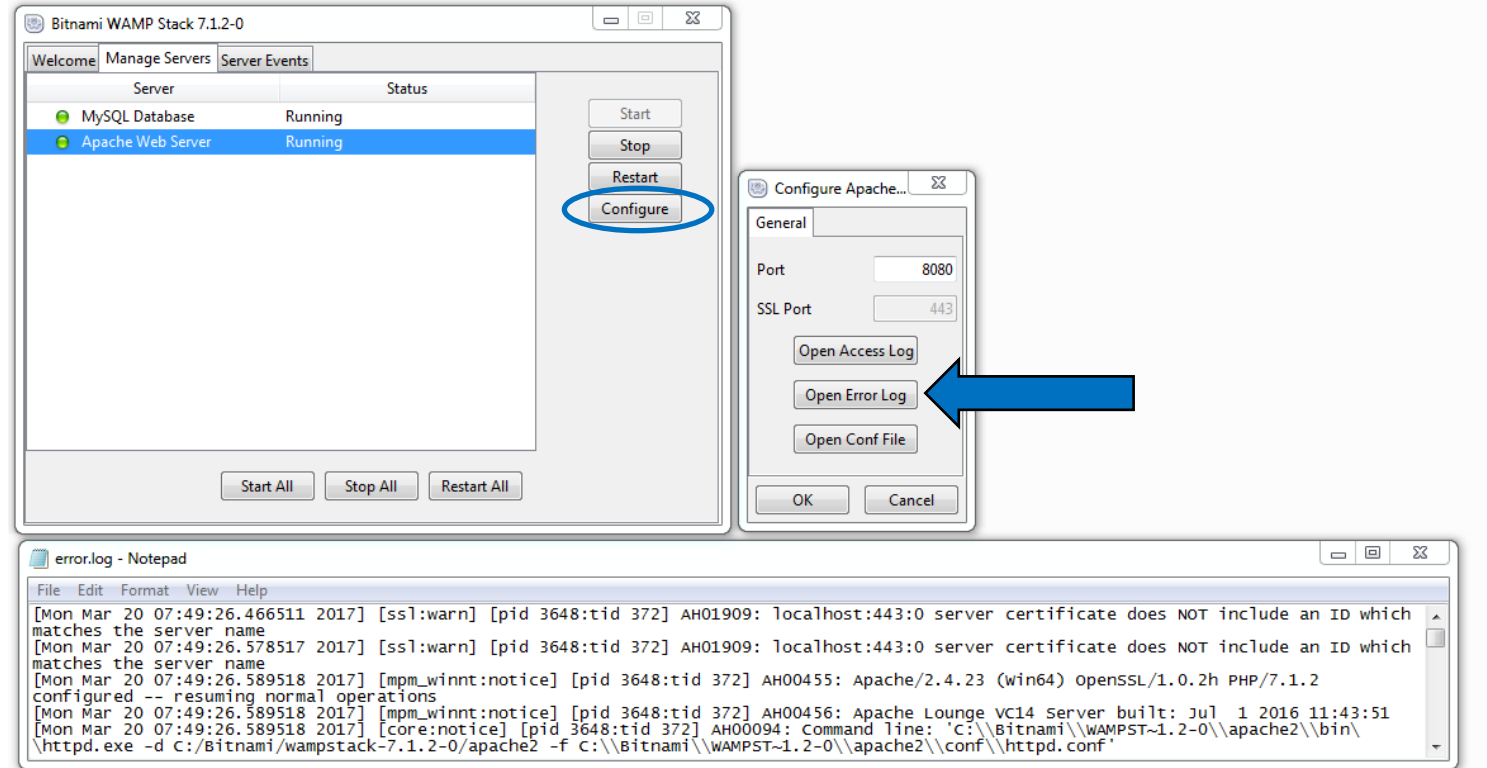 Bitnami WAMP Stack 7.1.2-0
Welcome Manage Servers Server Events
Server Status
MySQL Database Running
Apache Web Server Running
Start
Stop
Restart
Configure
Start All Stop All Restart All
Configure Apache...
General
Port 8080
SSL Port 443
Open Access Log
Open Error Log
Open Conf File
OK Cancel
error.log - Notepad
File Edit Format View Help
[Mon Mar 20 07:49:26.466511 2017] [ssl:warn] [pid 3648:tid 372] AH01909: localhost:443:0 server certificate does NOT include an ID which
matches the server name
[Mon Mar 20 07:49:26.578517 2017] [ssl:warn] [pid 3648:tid 372] AH01909: localhost:443:0 server certificate does NOT include an ID which
matches the server name
[Mon Mar 20 07:49:26.589518 2017] [mpm_winnt:notice] [pid 3648:tid 372] AH00455: Apache/2.4.23 (Win64) OpenSSL/1.0.2h PHP/7.1.2
configured -- resuming normal operations
[Mon Mar 20 07:49:26.589518 2017] [mpm_winnt:notice] [pid 3648:tid 372] AH00456: Apache Lounge VC14 Server built: Jul  1 2016 11:43:51
[Mon Mar 20 07:49:26.589518 2017] [core:notice] [pid 3648:tid 372] AH00094: Command line: 'C:\\Bitnami\\WAMPST~1.2-0\\apache2\\bin\
\httpd.exe -d C:/Bitnami/wampstack-7.1.2-0/apache2 -f C:\\Bitnami\\WAMPST~1.2-0\\apache2\\conf\\httpd.conf'